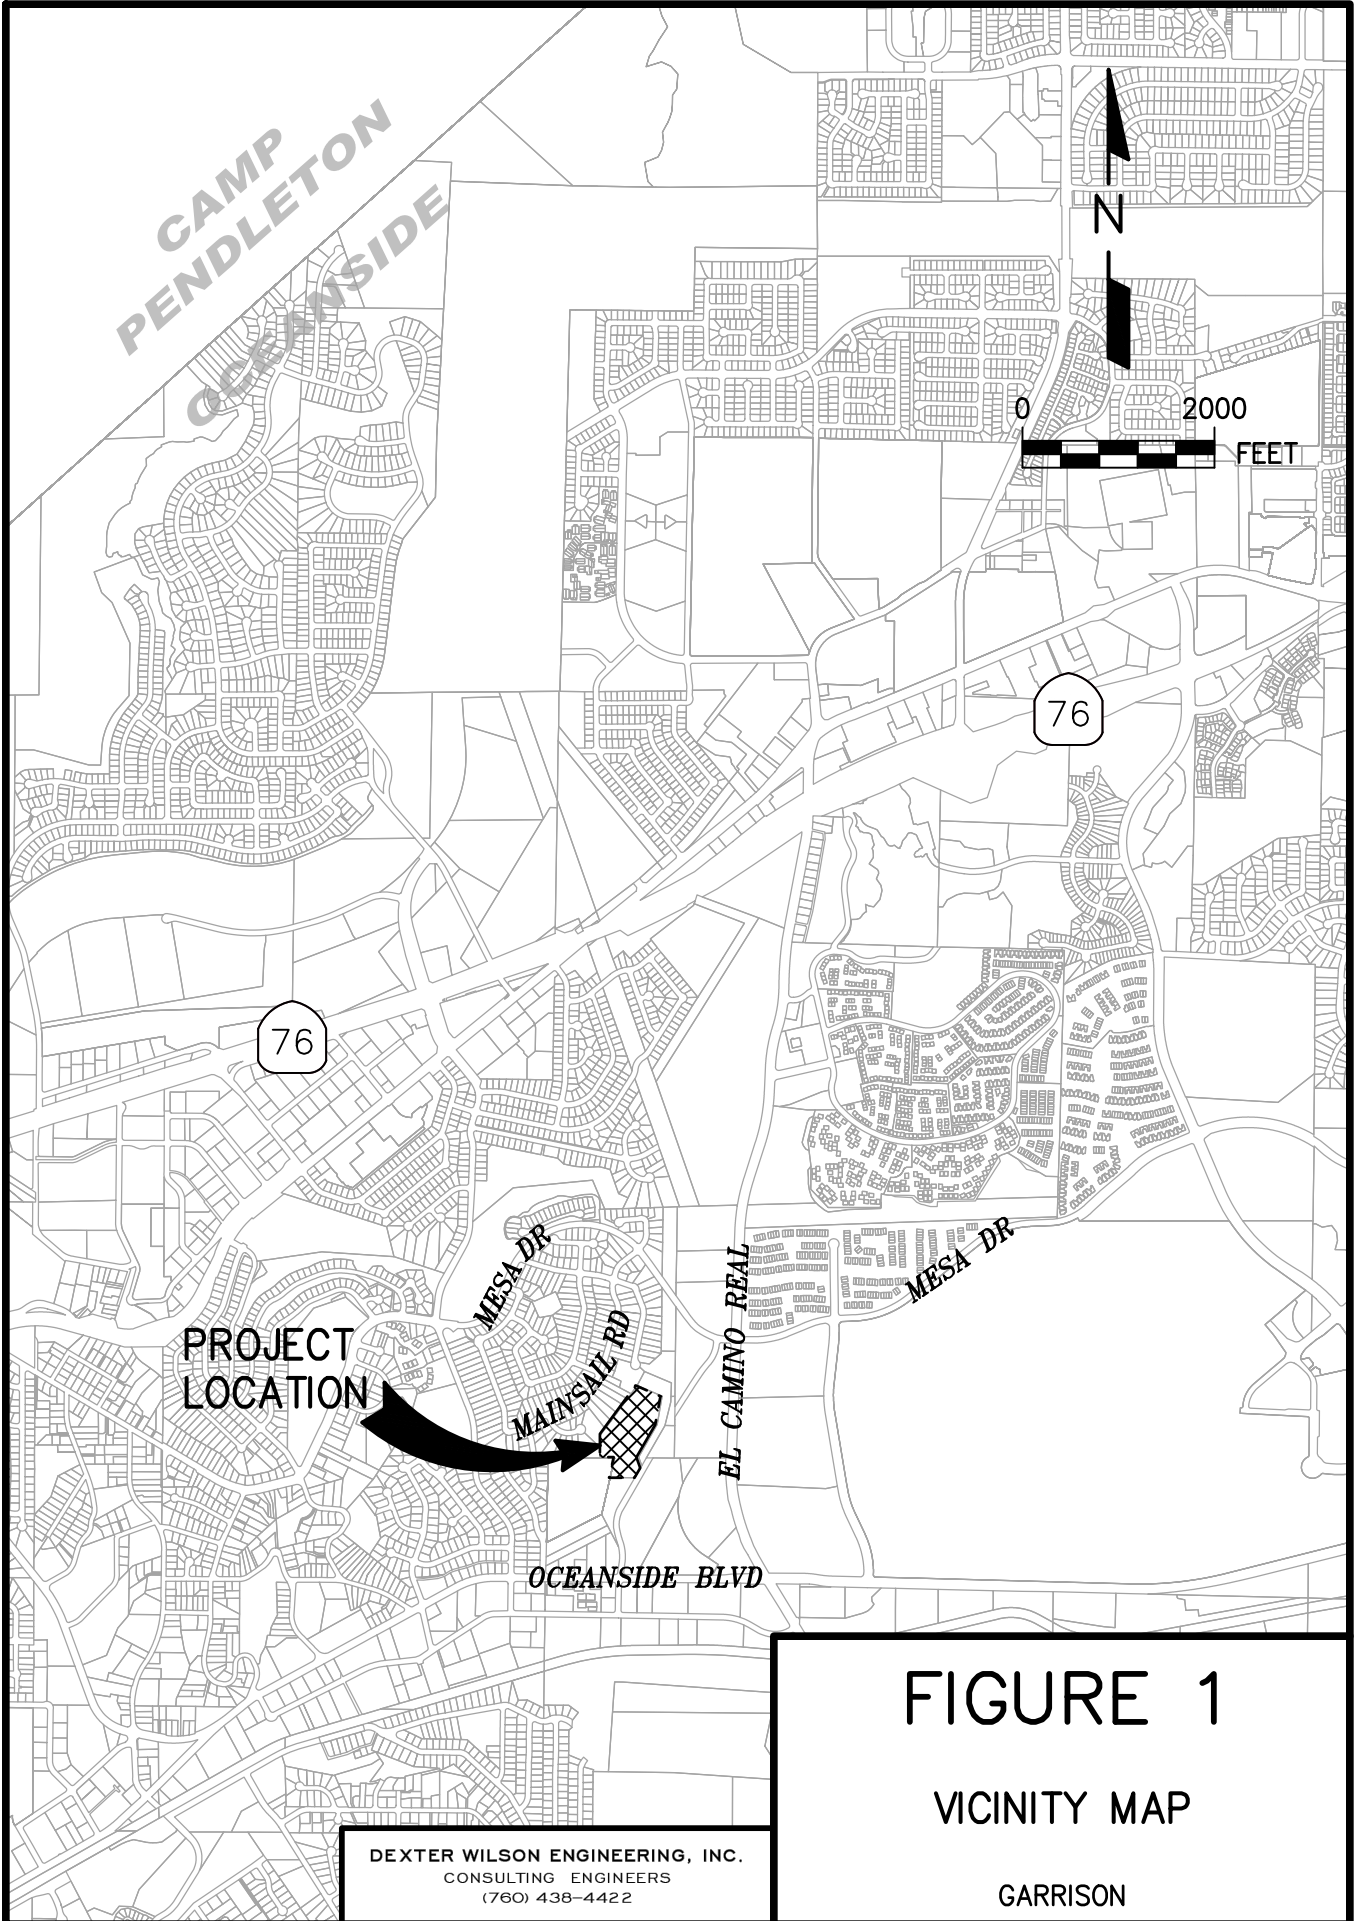 CAMP
PENDLETON
OCEANSIDE
N
0 2000
FEET
76
76
MESA DR
MESA DR
EL CAMINO REAL
MAINSAIL RD
PROJECT
LOCATION
OCEANSIDE BLVD
FIGURE 1
VICINITY MAP
GARRISON
DEXTER WILSON ENGINEERING, INC.
CONSULTING ENGINEERS
(760) 438-4422